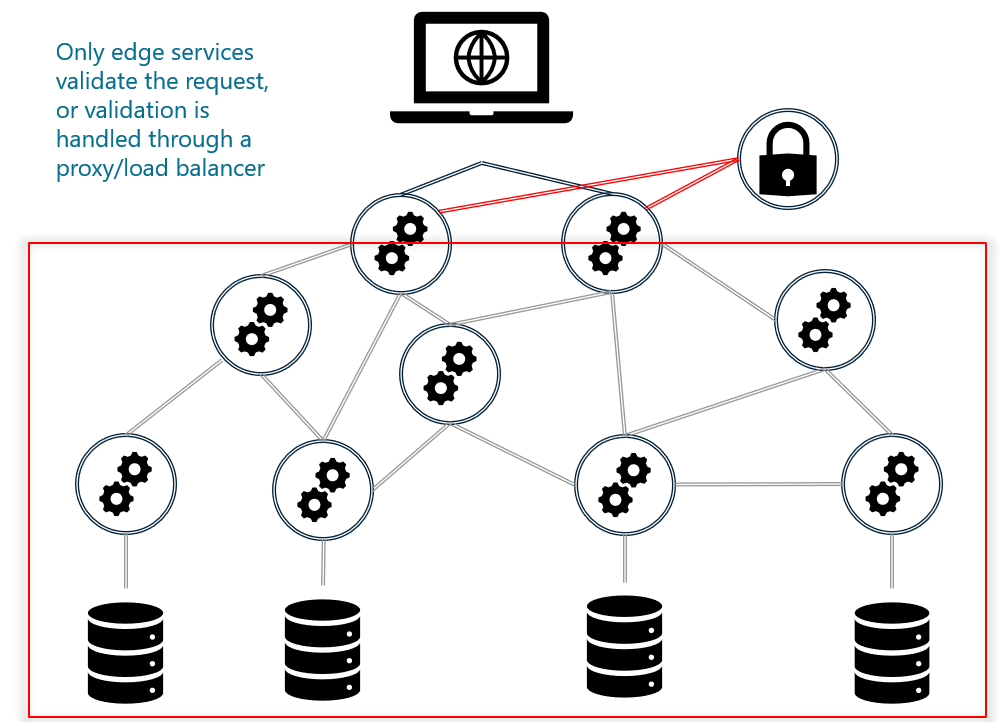 Only edge services
validate the request,
or validation is
handled through a
proxy/load balancer